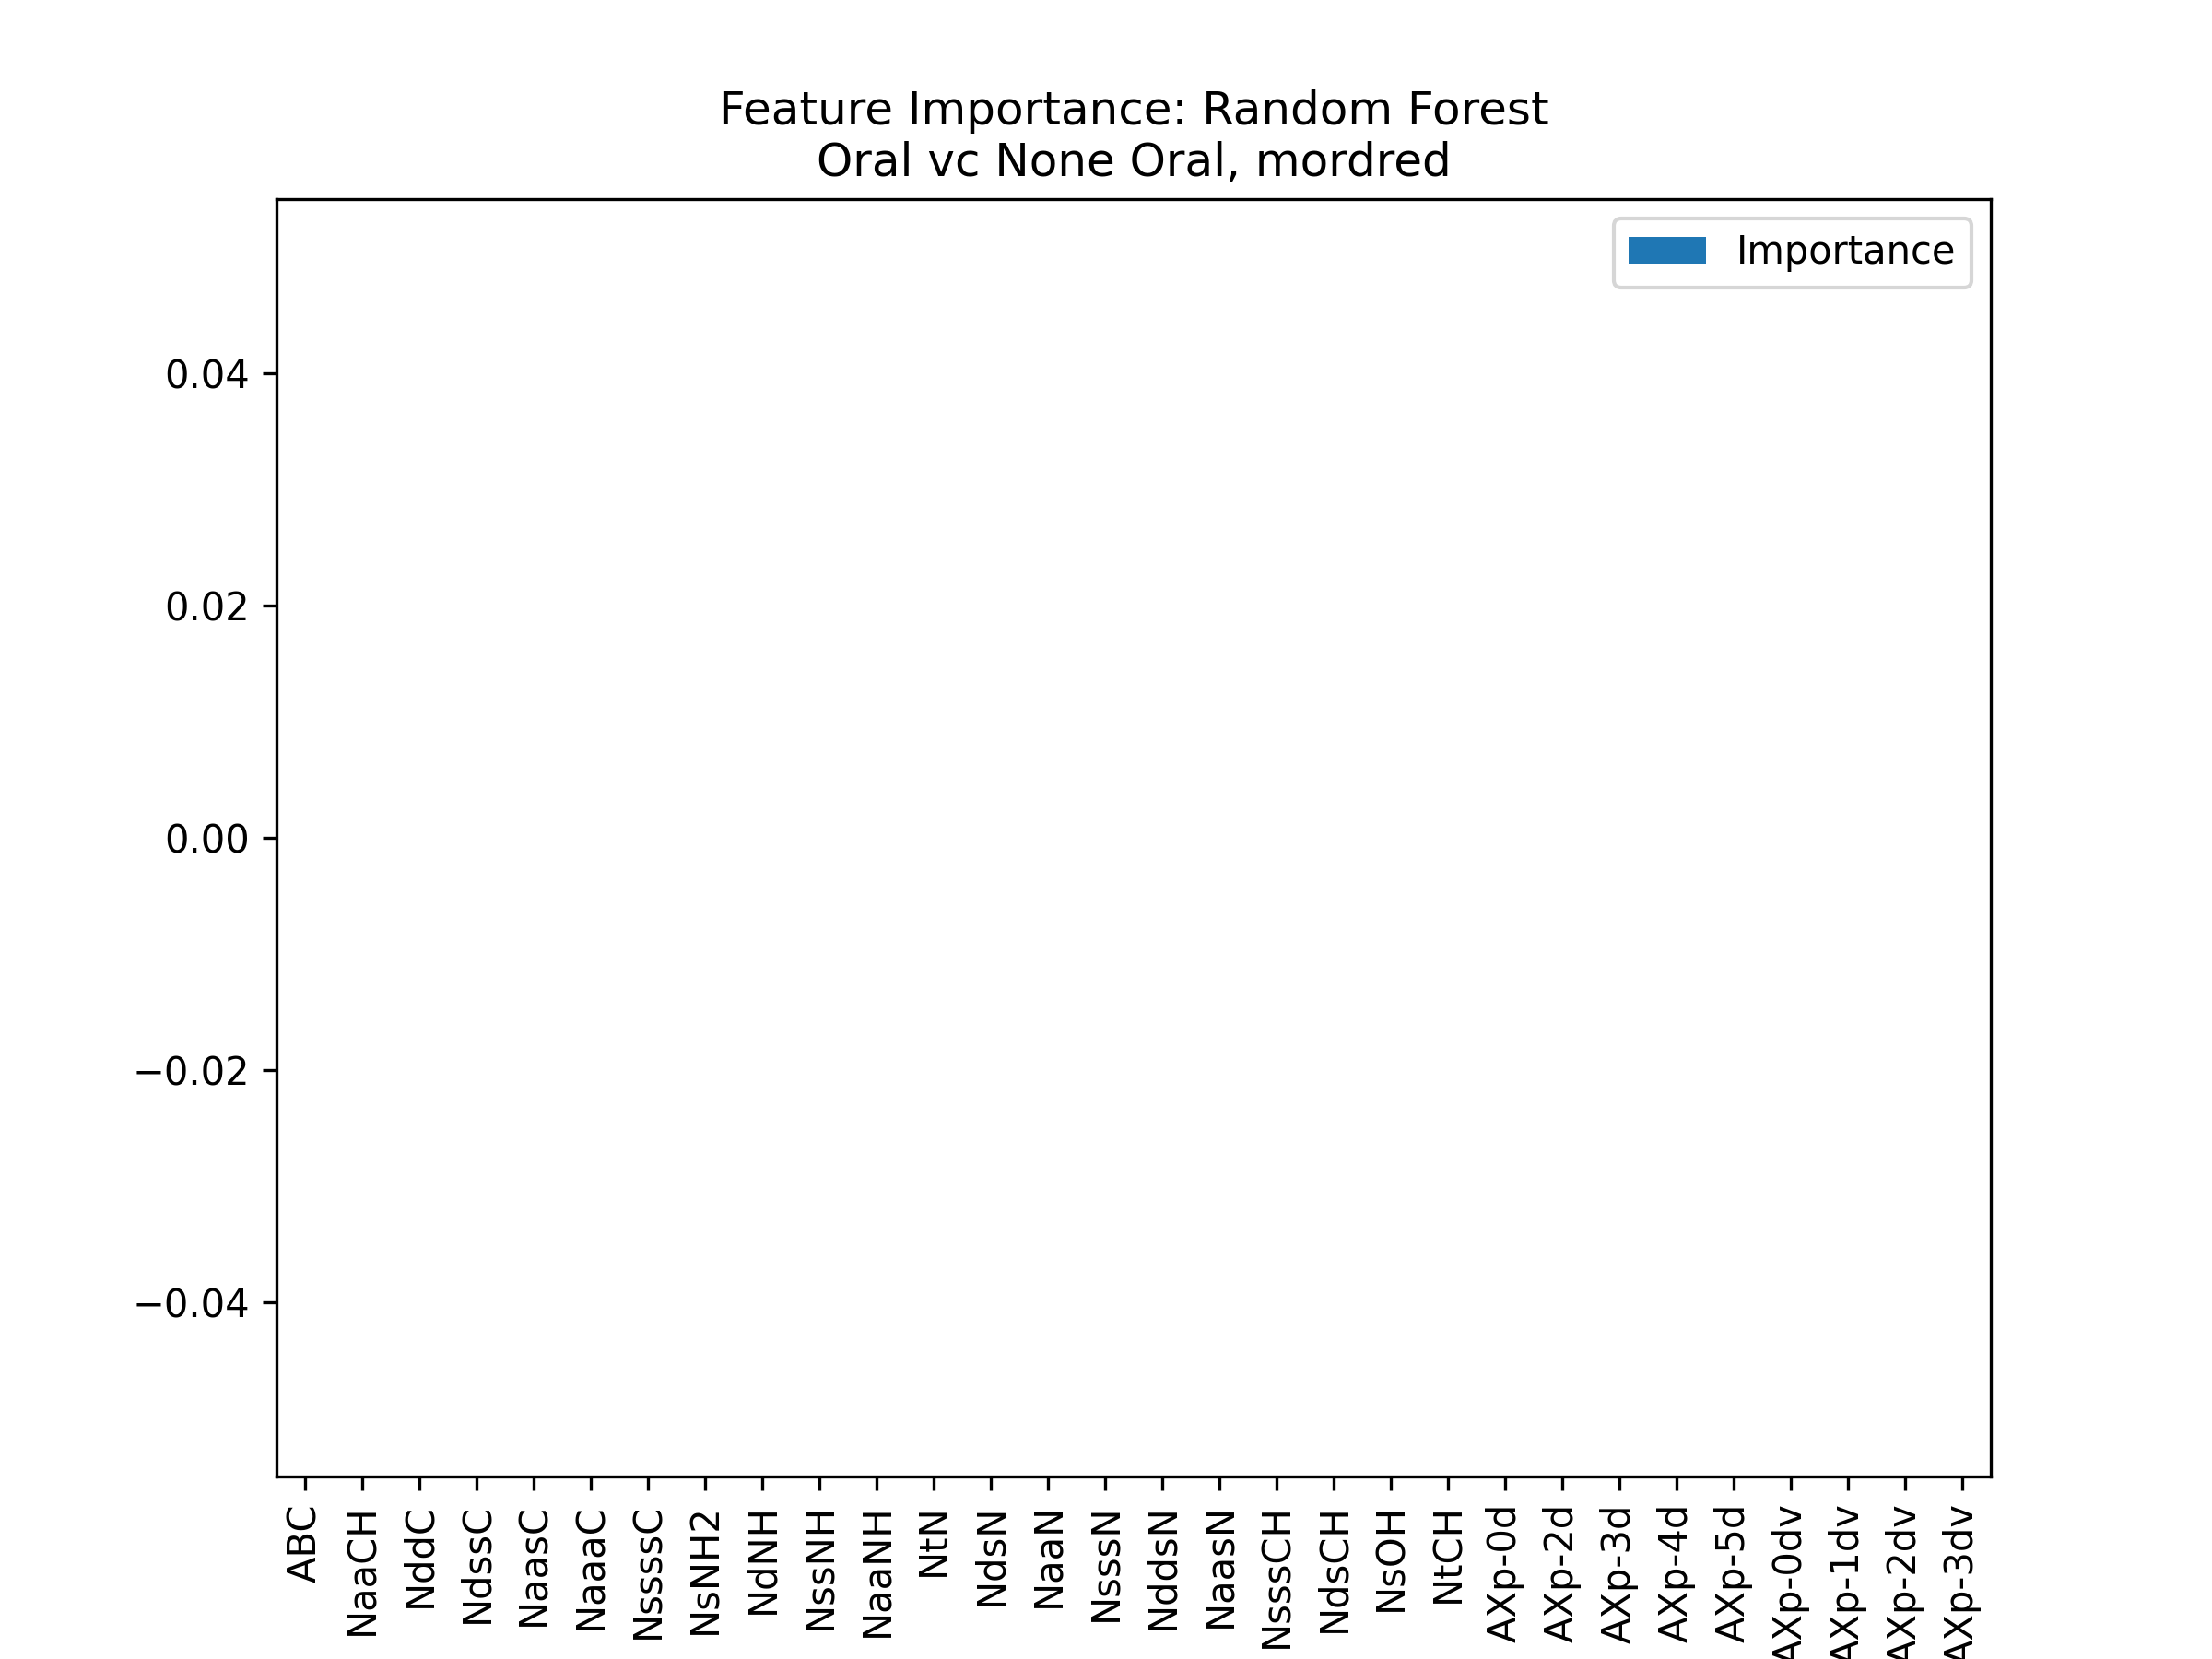 Feature Importance: Random Forest
Oral vc None Oral, mordred
Importance
0.04
0.02
0.00
−0.02
−0.04
ABC
NaaCH
NddC
NdssC
NaasC
NaaaC
NssssC
NsNH2
NdNH
NssNH
NaaNH
NtN
NdsN
NaaN
NsssN
NddsN
NaasN
NsssCH
NdsCH
NsOH
NtCH
AXp-0d
AXp-2d
AXp-3d
AXp-4d
AXp-5d
AXp-0dv
AXp-1dv
AXp-2dv
AXp-3dv